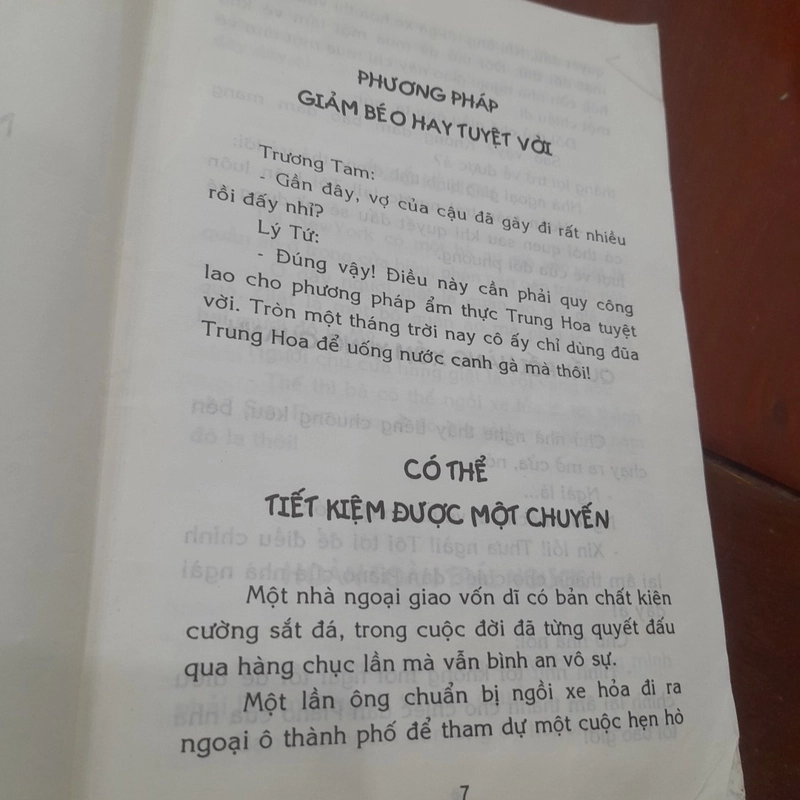 PHƯƠNG PHÁP
GIẢM BÉO HAY TUYỆT VỜI
Trương Tam:
- Gần đây, vợ của cậu đã gầy đi rất nhiều
rồi đấy nhỉ?
Lý Tứ:
- Đúng vậy! Điều này cần phải quy công
lao cho phương pháp ẩm thực Trung Hoa tuyệt
vời. Tròn một tháng trời nay cô ấy chỉ dùng đũa
Trung Hoa để uống nước canh gà mà thôi!
CÓ THỂ
TIẾT KIỆM ĐƯỢC MỘT CHUYẾN
Một nhà ngoại giao vốn dĩ có bản chất kiên
cường sắt đá, trong cuộc đời đã từng quyết đấu
qua hàng chục lần mà vẫn bình an vô sự.
Một lần ông chuẩn bị ngồi xe hỏa đi ra
ngoại ô thành phố để tham dự một cuộc hẹn hò
7